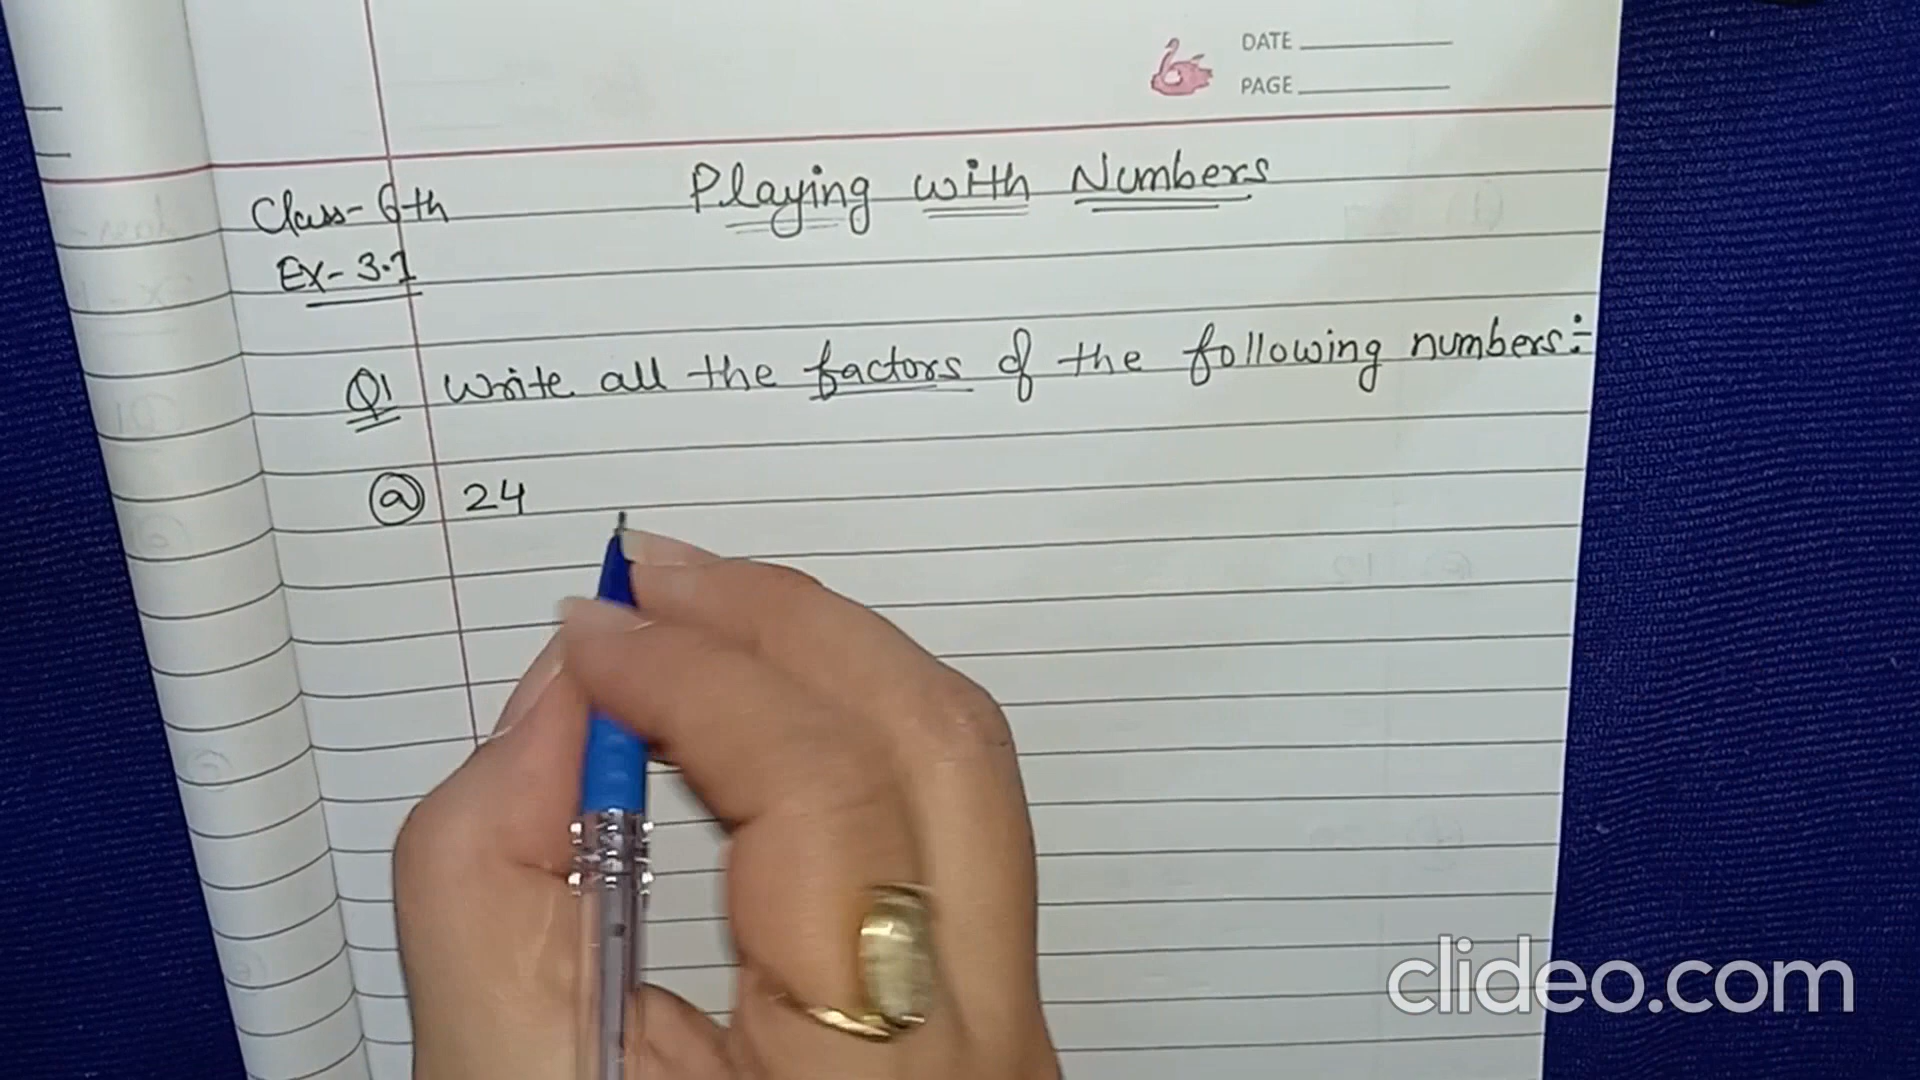 DATE
PAGE
Playing with Numbers
Class-6th
Ex-3.1
Q1 Write all the factors of the following numbers:-
(a) 24
clideo.com